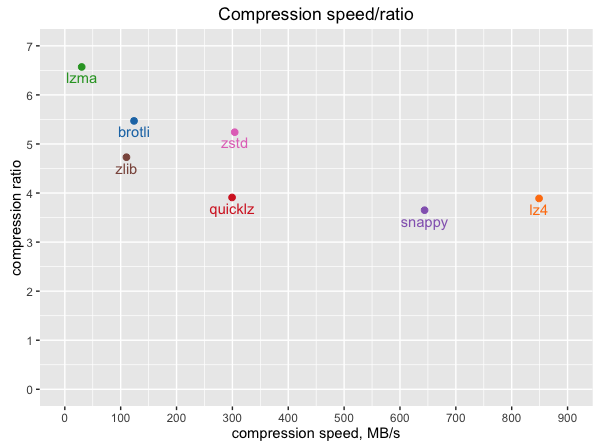 Compression speed/ratio
7
6
5
4
3
2
1
0
compression ratio
lzma
brotli
zstd
zlib
quicklz
snappy
lz4
0 100 200 300 400 500 600 700 800 900
compression speed, MB/s